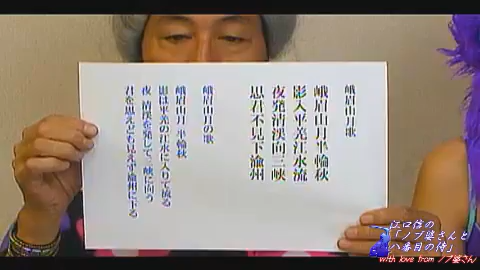 峨眉山月歌
峨眉山月半輪秋
影入平羌江水流
夜発清渓向三峡
思君不見下渝州
峨眉山月の歌
峨眉山月 半輪秋
影は平羌の江水に入りて流る
夜 清渓を発して三峡に向う
君を思えども見えず渝州に下る
江口信の
「ノブ婆さんと
八番目の侍」
with love from ノブ婆さん